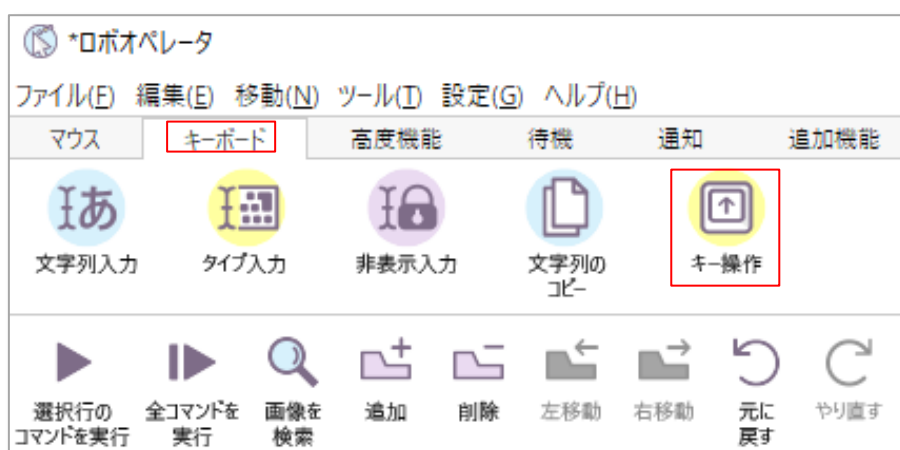 *ロボオペレータ
ファイル(F) 編集(E) 移動(N) ツール(T) 設定(G) ヘルプ(H)
マウス キーボード 高度機能 待機 通知 追加機能
あ
文字列入力 タイプ入力 非表示入力 文字列の キー操作
コピー
選択行の 全コマンドを 画像を 追加 削除 左移動 右移動 元に やり直す
コマンドを実行 実行 検索 戻す